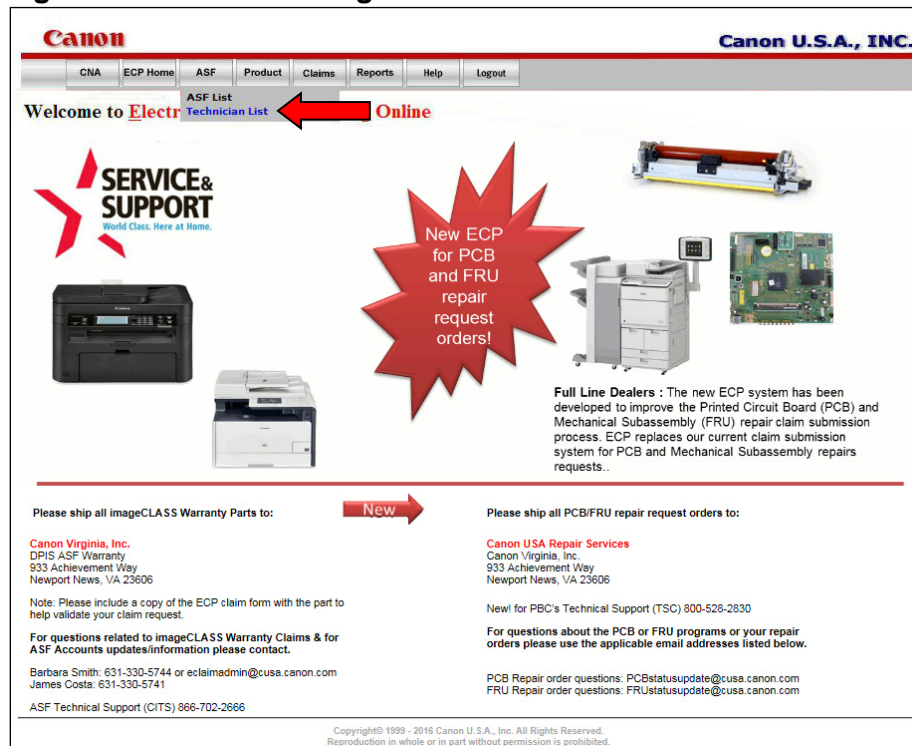 Canon
Canon U.S.A., INC.
CNA ECP Home ASF Product Claims Reports Help Logout
ASF List
Technician List
Welcome to Electr Online
SERVICE&
SUPPORT
World Class. Here at Home.
New ECP
for PCB
and FRU
repair
request
orders!
Full Line Dealers : The new ECP system has been
developed to improve the Printed Circuit Board (PCB) and
Mechanical Subassembly (FRU) repair claim submission
process. ECP replaces our current claim submission
system for PCB and Mechanical Subassembly repairs
requests..
Please ship all imageCLASS Warranty Parts to:
Canon Virginia, Inc.
DPIS ASF Warranty
933 Achievement Way
Newport News, VA 23606
Note: Please include a copy of the ECP claim form with the part to
help validate your claim request.
For questions related to imageCLASS Warranty Claims & for
ASF Accounts updates/information please contact.
Barbara Smith: 631-330-5744 or eclaimadmin@cusa.canon.com
James Costa: 631-330-5741
ASF Technical Support (CITS) 866-702-2666
New
Please ship all PCB/FRU repair request orders to:
Canon USA Repair Services
Canon Virginia, Inc.
933 Achievement Way
Newport News, VA 23606
New! for PBC's Technical Support (TSC) 800-528-2830
For questions about the PCB or FRU programs or your repair
orders please use the applicable email addresses listed below.
PCB Repair order questions: PCBstatusupdate@cusa.canon.com
FRU Repair order questions: FRUstatusupdate@cusa.canon.com
Copyright© 1999 - 2016 Canon U.S.A., Inc. All Rights Reserved.
Reproduction in whole or in part without permission is prohibited.